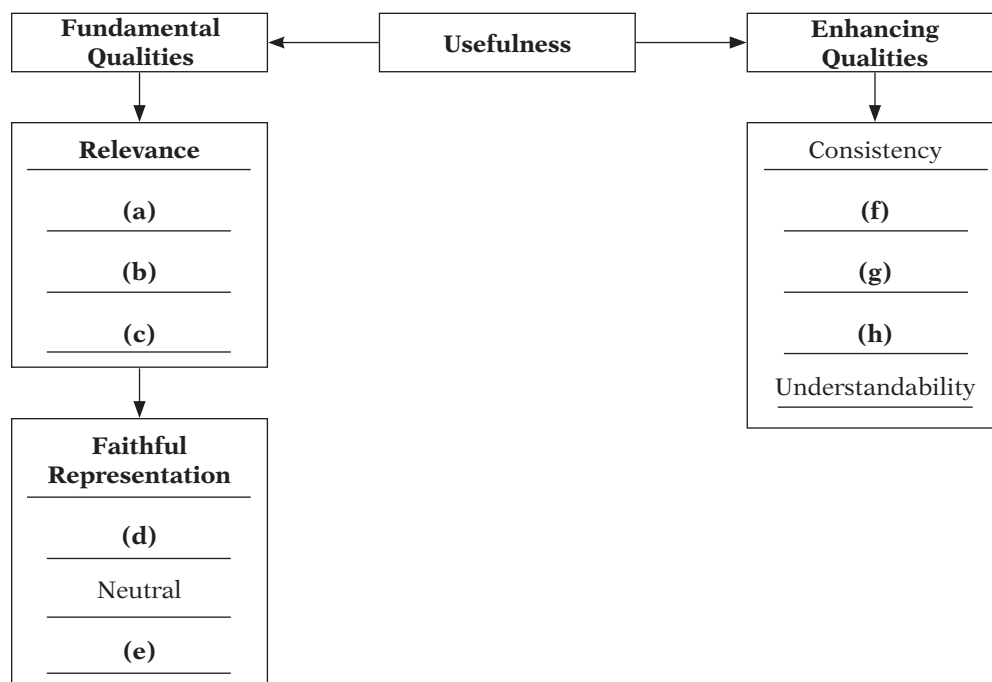 Fundamental
Qualities
Usefulness
Enhancing
Qualities
Relevance
(a)
(b)
(c)
Faithful
Representation
(d)
Neutral
(e)
Consistency
(f)
(g)
(h)
Understandability